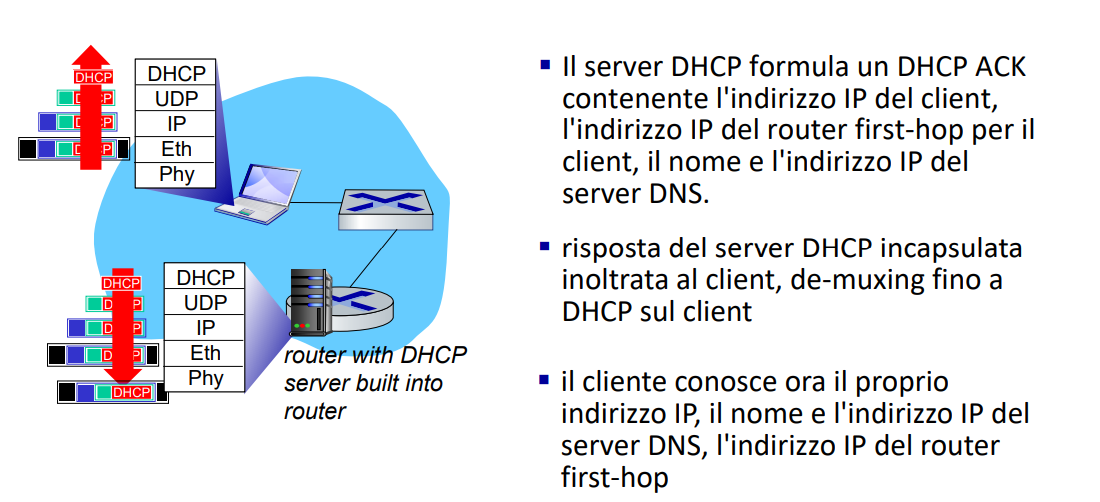 DHCP
DHCP
DHCP
DHCP
DHCP
UDP
IP
Eth
Phy
DHCP
DHCP
DHCP
DHCP
DHCP
DHCP
UDP
IP
Eth
Phy
router with DHCP
server built into
router
Il server DHCP formula un DHCP ACK
contenente l'indirizzo IP del client,
l'indirizzo IP del router first-hop per il
client, il nome e l'indirizzo IP del
server DNS.
risposta del server DHCP incapsulata
inoltrata al client, de-muxing fino a
DHCP sul client
il cliente conosce ora il proprio
indirizzo IP, il nome e l'indirizzo IP del
server DNS, l'indirizzo IP del router
first-hop